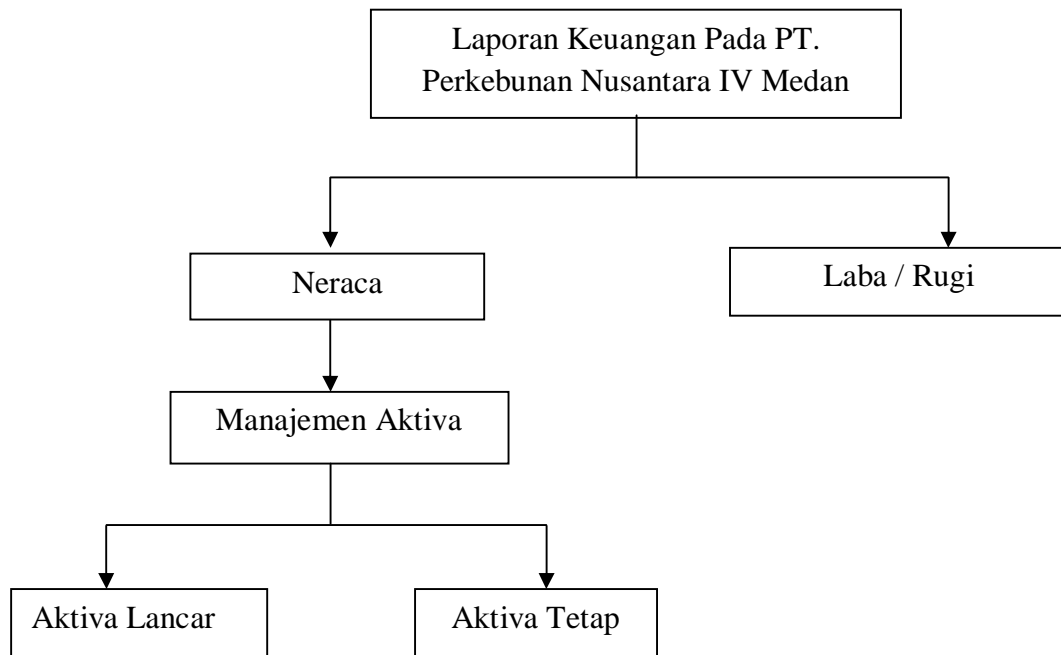 Laporan Keuangan Pada PT.
Perkebunan Nusantara IV Medan
Neraca
Laba / Rugi
Manajemen Aktiva
Aktiva Lancar
Aktiva Tetap